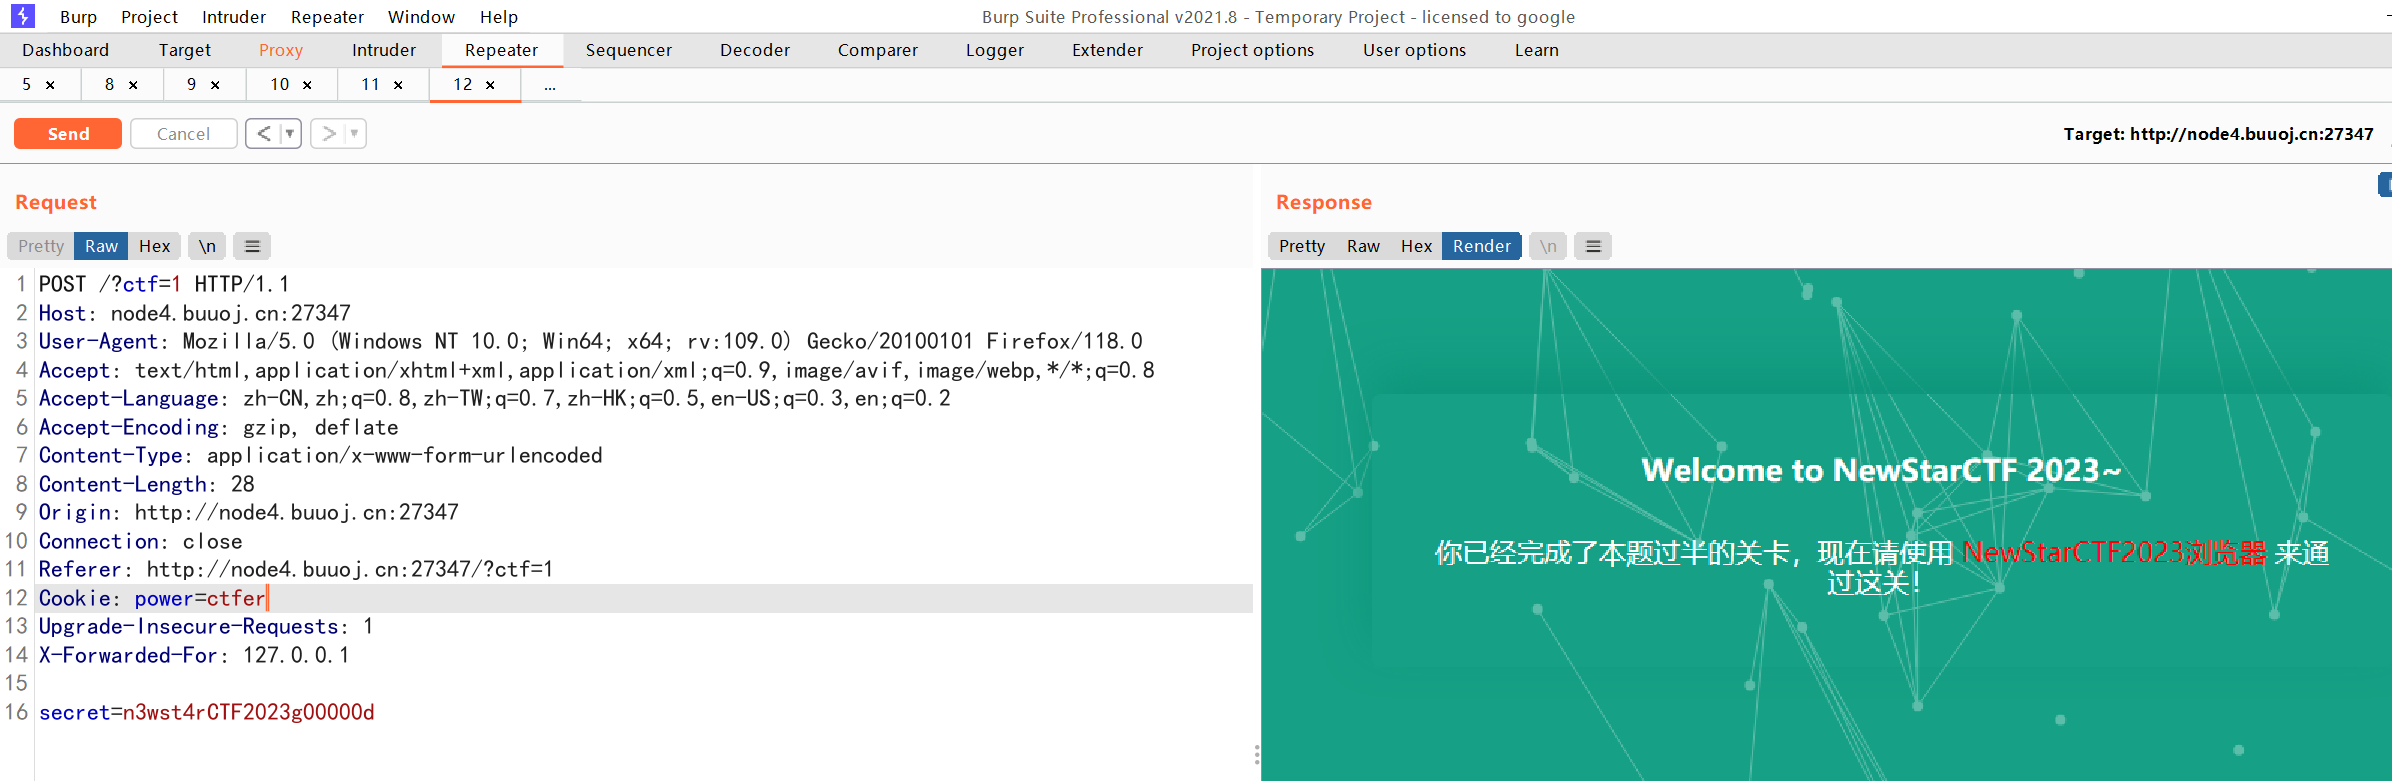 Burp Project Intruder Repeater Window Help Burp Suite Professional v2021.8 - Temporary Project - licensed to google
Dashboard Target Proxy Intruder Repeater Sequencer Decoder Comparer Logger Extender Project options User options Learn
5 × 8 × 9 × 10 × 11 × 12 × ...
Send Cancel < > Target: http://node4.buuoj.cn:27347
Request
Pretty Raw Hex \n
1 POST /?ctf=1 HTTP/1.1
2 Host: node4.buuoj.cn:27347
3 User-Agent: Mozilla/5.0 (Windows NT 10.0; Win64; x64; rv:109.0) Gecko/20100101 Firefox/118.0
4 Accept: text/html,application/xhtml+xml,application/xml;q=0.9,image/avif,image/webp,*/*;q=0.8
5 Accept-Language: zh-CN,zh;q=0.8,zh-TW;q=0.7,zh-HK;q=0.5,en-US;q=0.3,en;q=0.2
6 Accept-Encoding: gzip, deflate
7 Content-Type: application/x-www-form-urlencoded
8 Content-Length: 28
9 Origin: http://node4.buuoj.cn:27347
10 Connection: close
11 Referer: http://node4.buuoj.cn:27347/?ctf=1
12 Cookie: power=ctfer
13 Upgrade-Insecure-Requests: 1
14 X-Forwarded-For: 127.0.0.1
15
16 secret=n3wst4rCTF2023g00000d
Response
Pretty Raw Hex Render \n
Welcome to NewStarCTF 2023~
你已经完成了本题过半的关卡，现在请使用 NewStarCTF2023浏览器 来通
过这关！